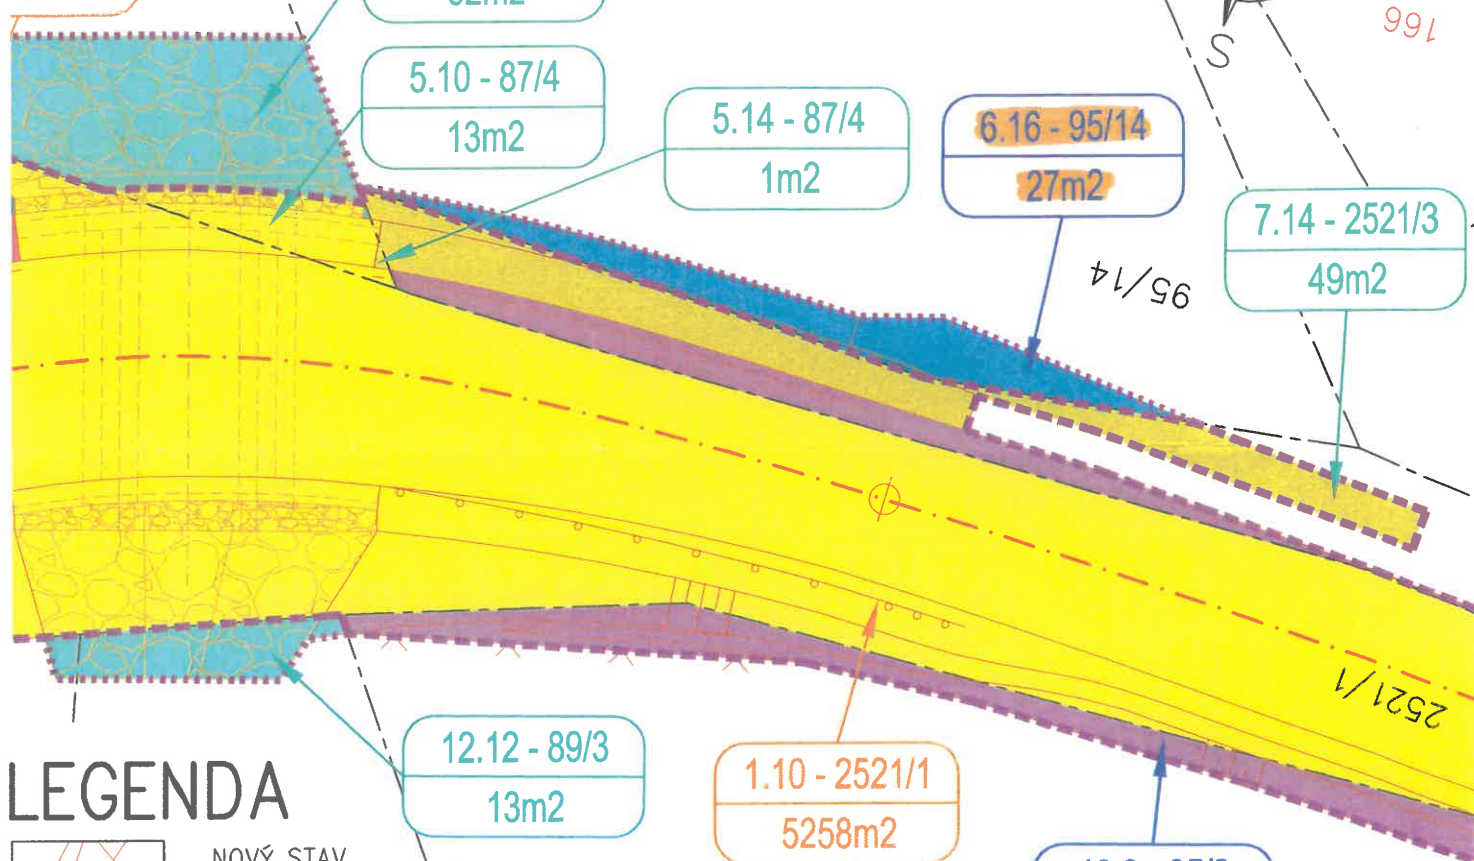 166
S
5.10 - 87/4
13m2
5.14 - 87/4
1m2
6.16 - 95/14
27m2
7.14 - 2521/3
49m2
95/14
2521/1
12.12 - 89/3
13m2
1.10 - 2521/1
5258m2
LEGENDA
NOVÝ STAV